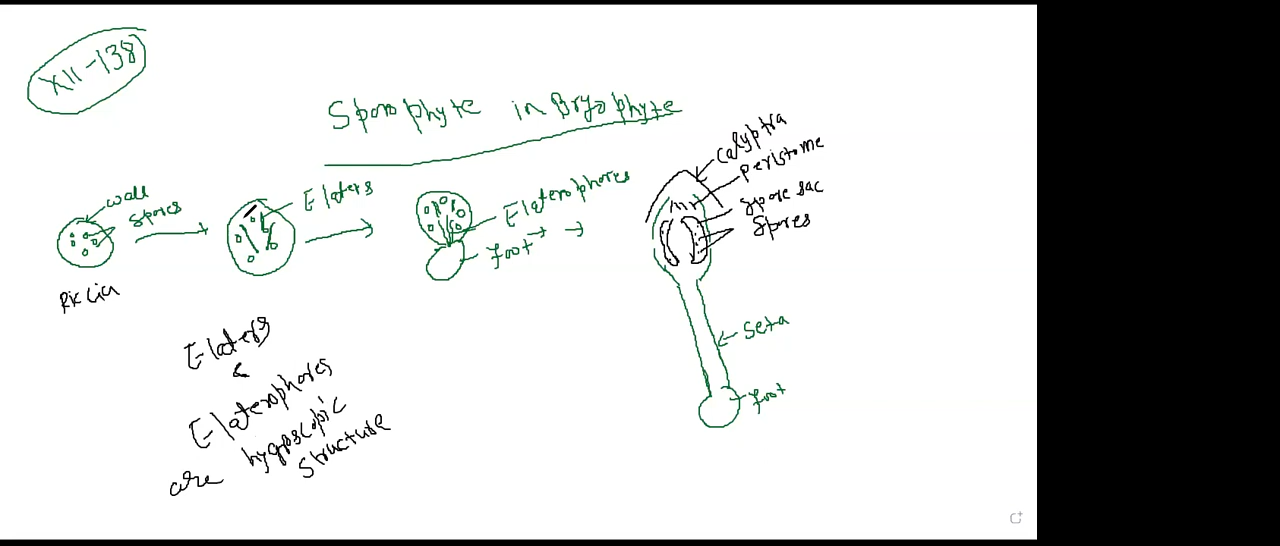 XII-138
Sporophyte in Bryophyte
wall
Spores
Riccia
Elaters
Elaterophores
foot
calyptra
peristome
spore sac
spores
seta
foot
Elaters
&
Elaterophores
are hygroscopic
structure